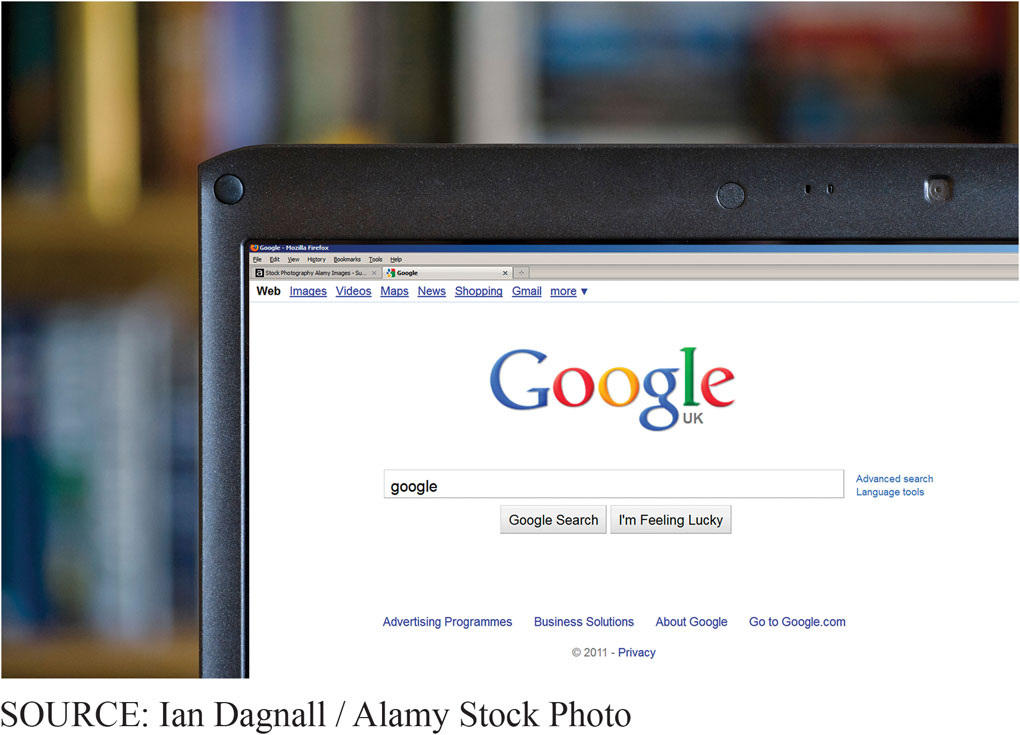 Google - Mozilla Firefox
File Edit View History Bookmarks Tools Help
Stock Photography Alamy Images - Su... Google
Web Images Videos Maps News Shopping Gmail more ▼
Google
UK
google
Advanced search
Language tools
Google Search I'm Feeling Lucky
Advertising Programmes Business Solutions About Google Go to Google.com
© 2011 - Privacy
SOURCE: Ian Dagnall / Alamy Stock Photo